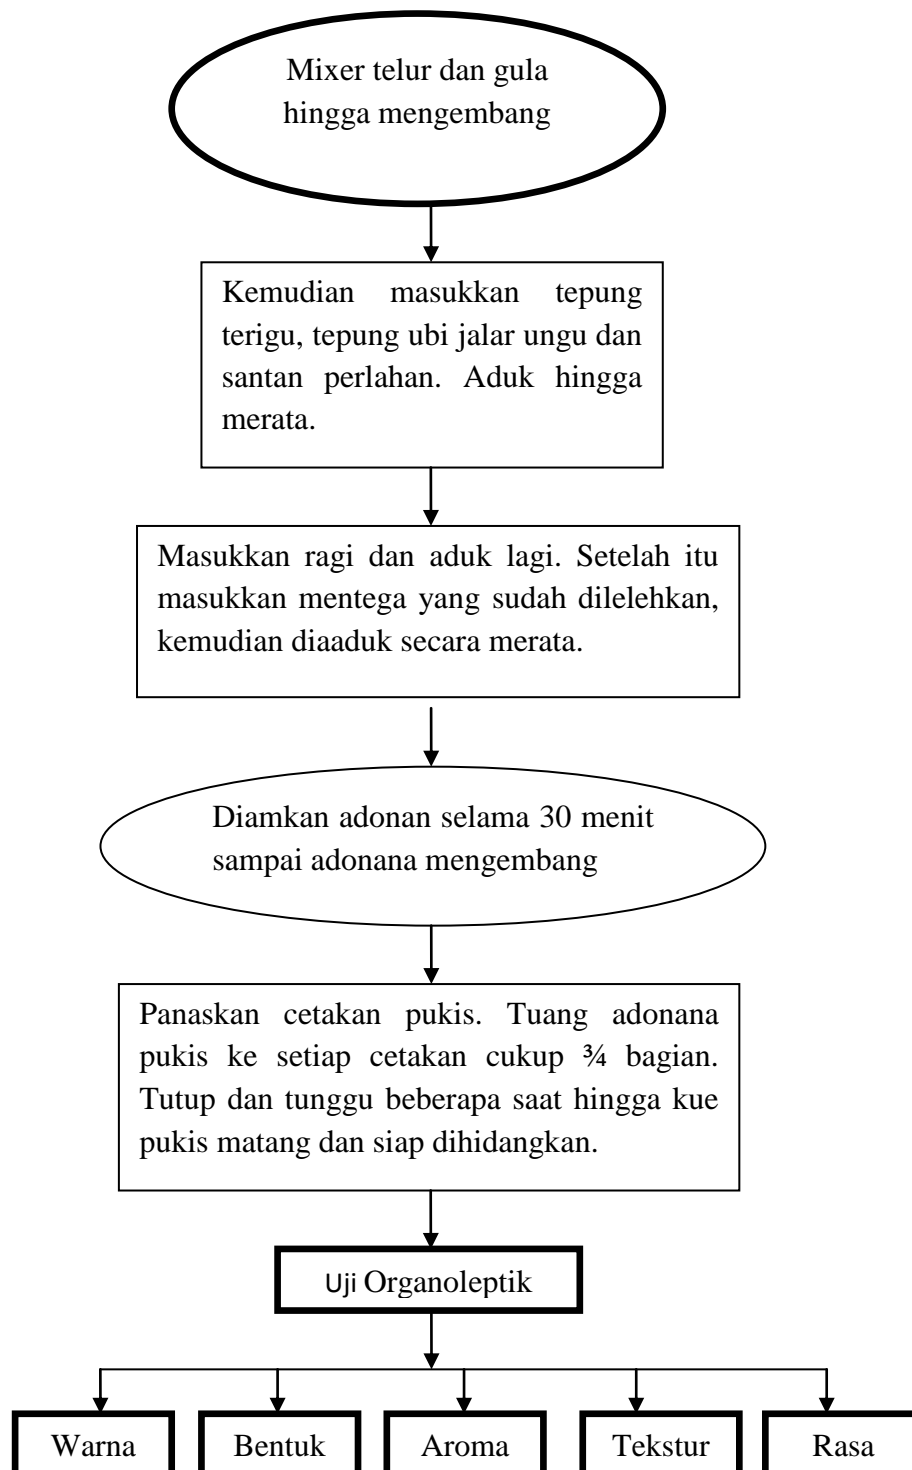 Mixer telur dan gula
hingga mengembang
Kemudian masukkan tepung
terigu, tepung ubi jalar ungu dan
santan perlahan. Aduk hingga
merata.
Masukkan ragi dan aduk lagi. Setelah itu
masukkan mentega yang sudah dilelehkan,
kemudian diaaduk secara merata.
Diamkan adonan selama 30 menit
sampai adonana mengembang
Panaskan cetakan pukis. Tuang adonana
pukis ke setiap cetakan cukup ¾ bagian.
Tutup dan tunggu beberapa saat hingga kue
pukis matang dan siap dihidangkan.
Uji Organoleptik
Warna Bentuk Aroma Tekstur Rasa